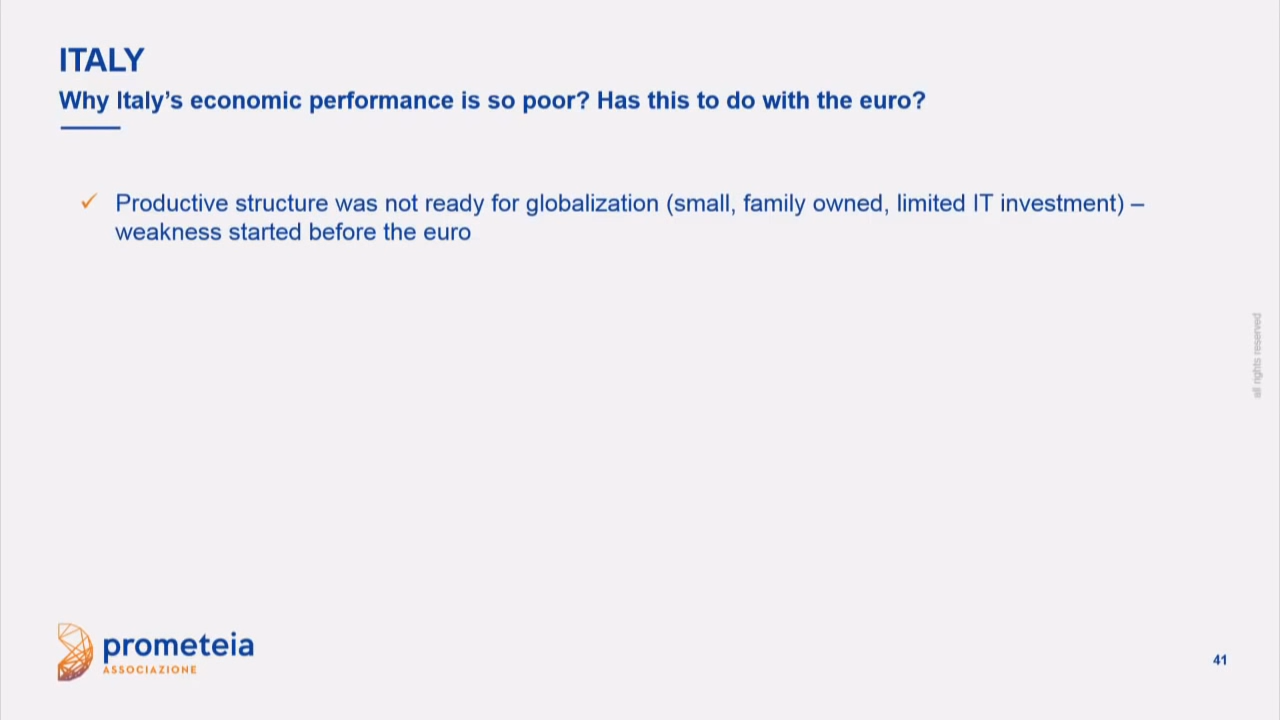 ITALY
Why Italy’s economic performance is so poor? Has this to do with the euro?
✓ Productive structure was not ready for globalization (small, family owned, limited IT investment) –
weakness started before the euro
all rights reserved
prometeia
ASSOCIAZIONE
41